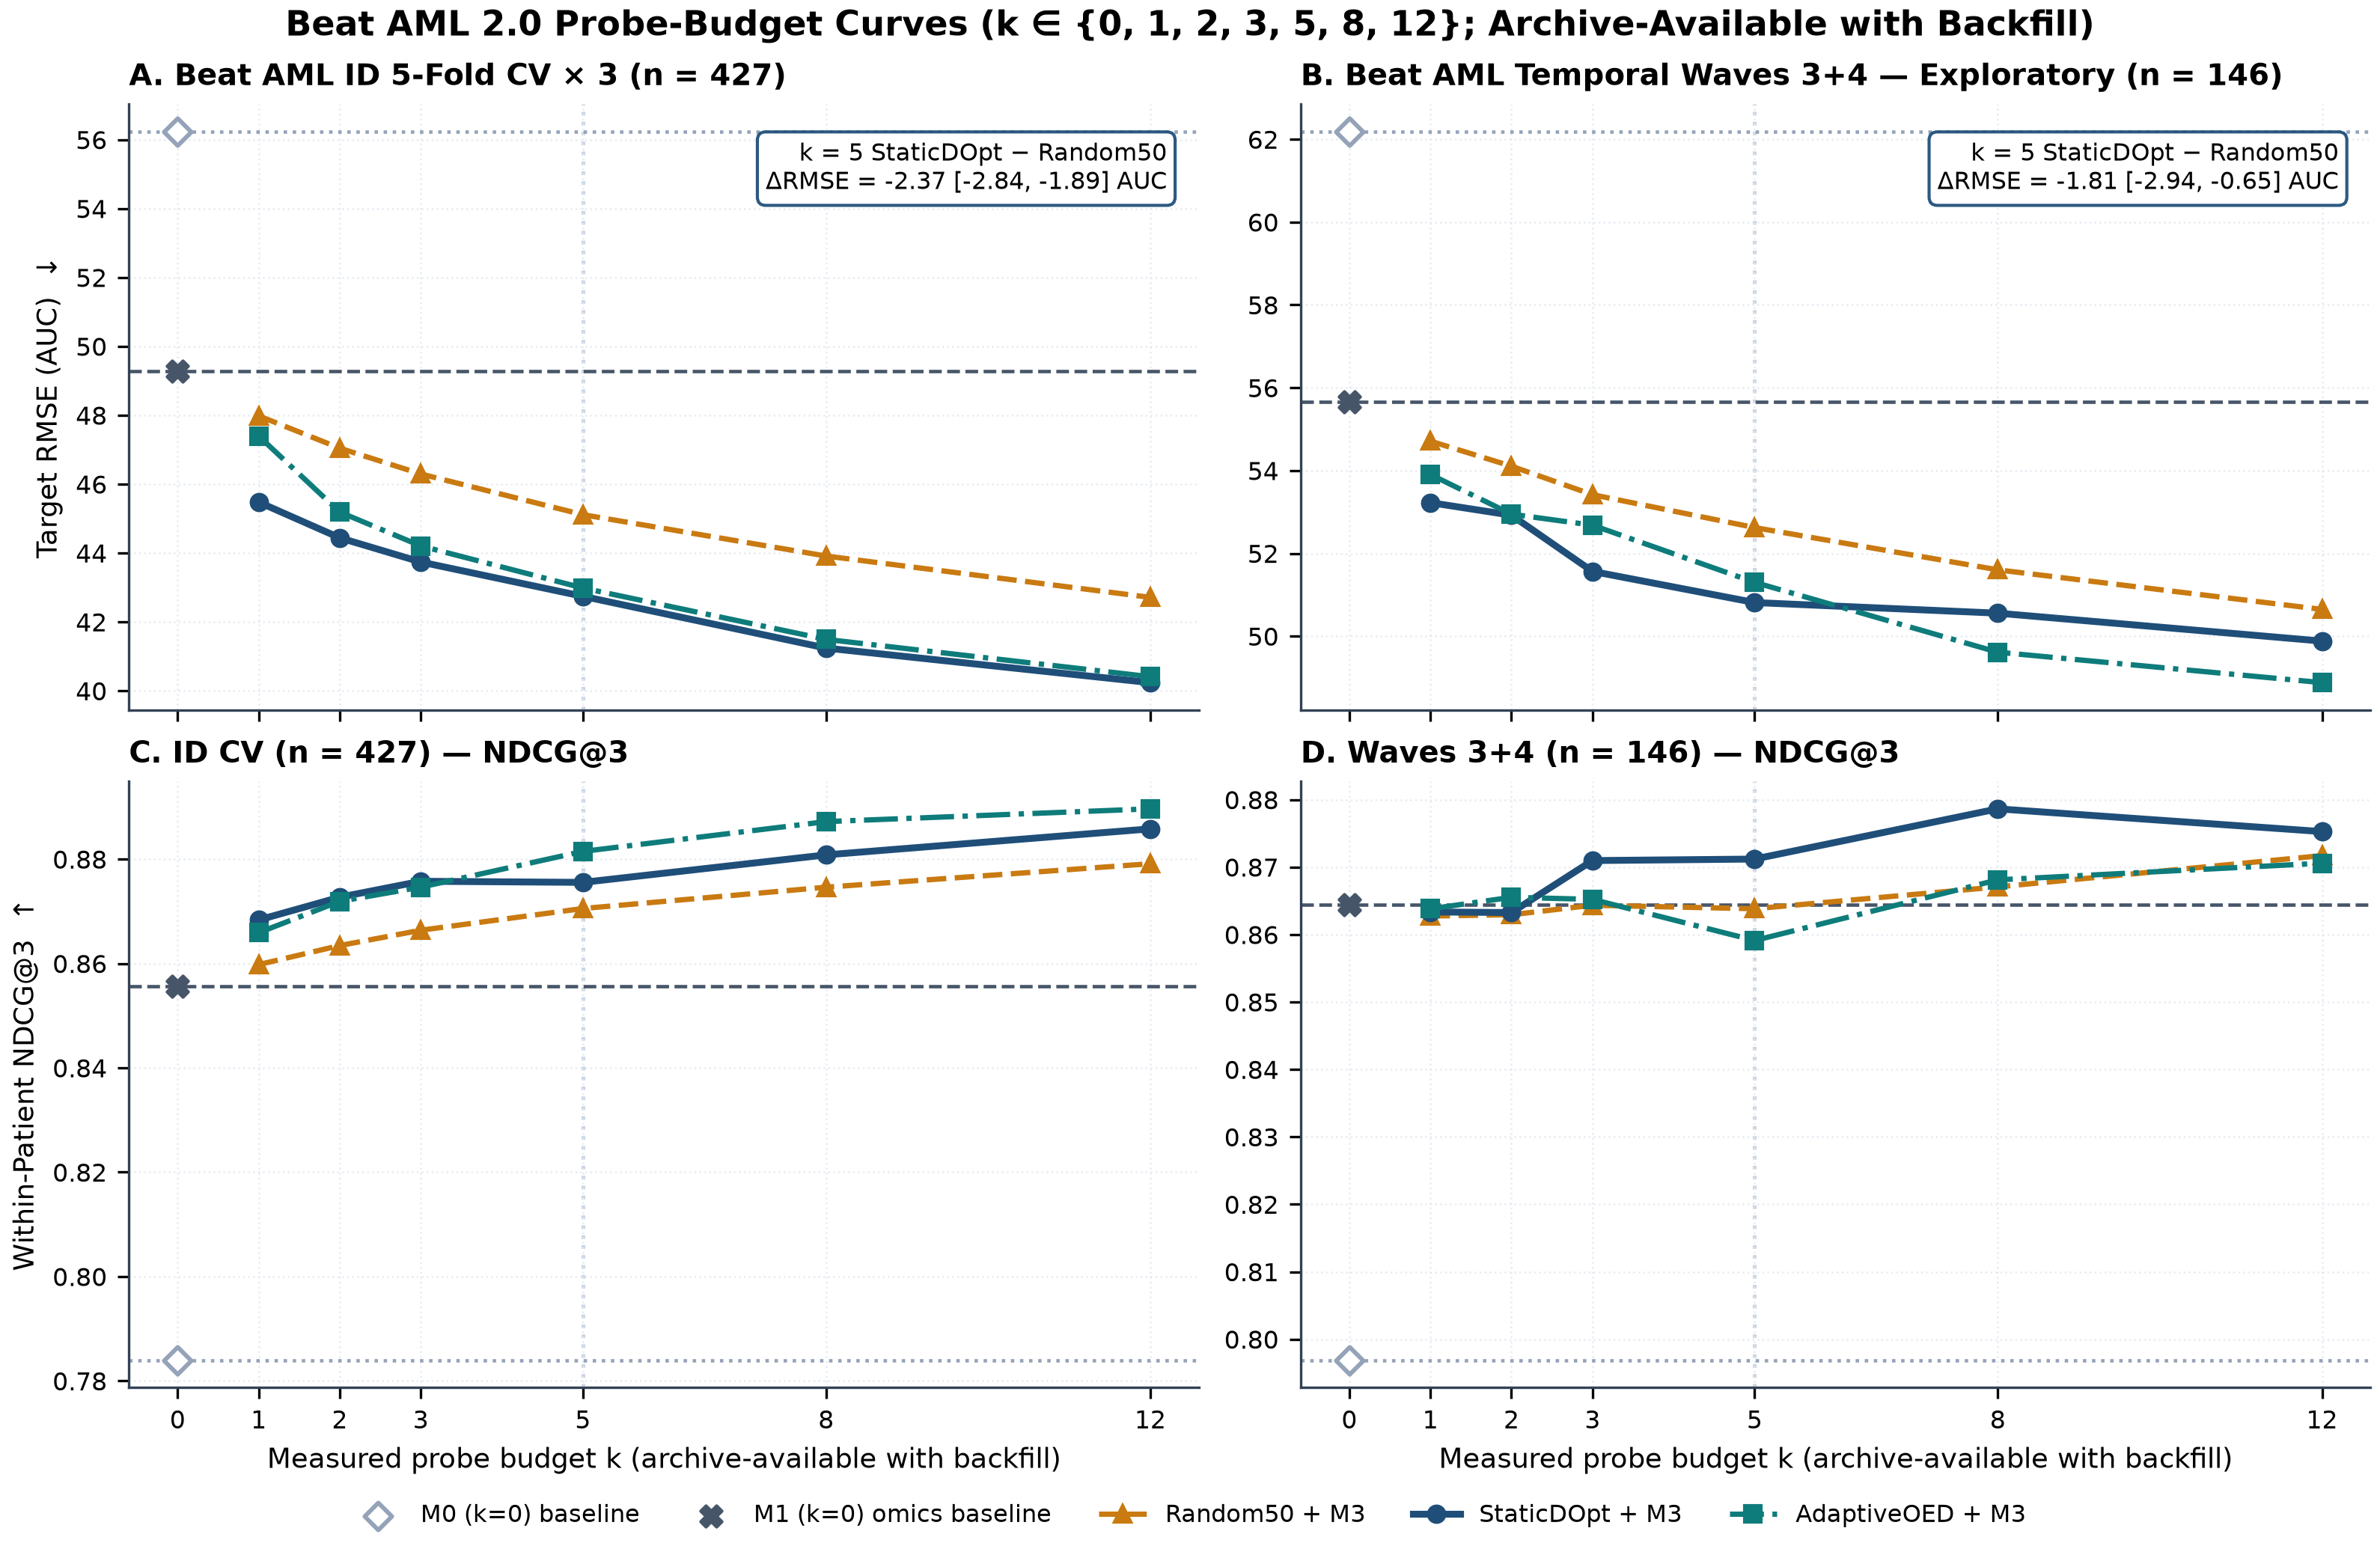 Beat AML 2.0 Probe-Budget Curves (k ∈ {0, 1, 2, 3, 5, 8, 12}; Archive-Available with Backfill)
A. Beat AML ID 5-Fold CV × 3 (n = 427)
Target RMSE (AUC) ↓
56
54
52
50
48
46
44
42
40
k = 5 StaticDOpt − Random50
ΔRMSE = -2.37 [-2.84, -1.89] AUC
B. Beat AML Temporal Waves 3+4 — Exploratory (n = 146)
62
60
58
56
54
52
50
k = 5 StaticDOpt − Random50
ΔRMSE = -1.81 [-2.94, -0.65] AUC
C. ID CV (n = 427) — NDCG@3
Within-Patient NDCG@3 ↑
0.88
0.86
0.84
0.82
0.80
0.78
0 1 2 3 5 8 12
Measured probe budget k (archive-available with backfill)
D. Waves 3+4 (n = 146) — NDCG@3
0.88
0.87
0.86
0.85
0.84
0.83
0.82
0.81
0.80
0 1 2 3 5 8 12
Measured probe budget k (archive-available with backfill)
M0 (k=0) baseline M1 (k=0) omics baseline Random50 + M3 StaticDOpt + M3 AdaptiveOED + M3